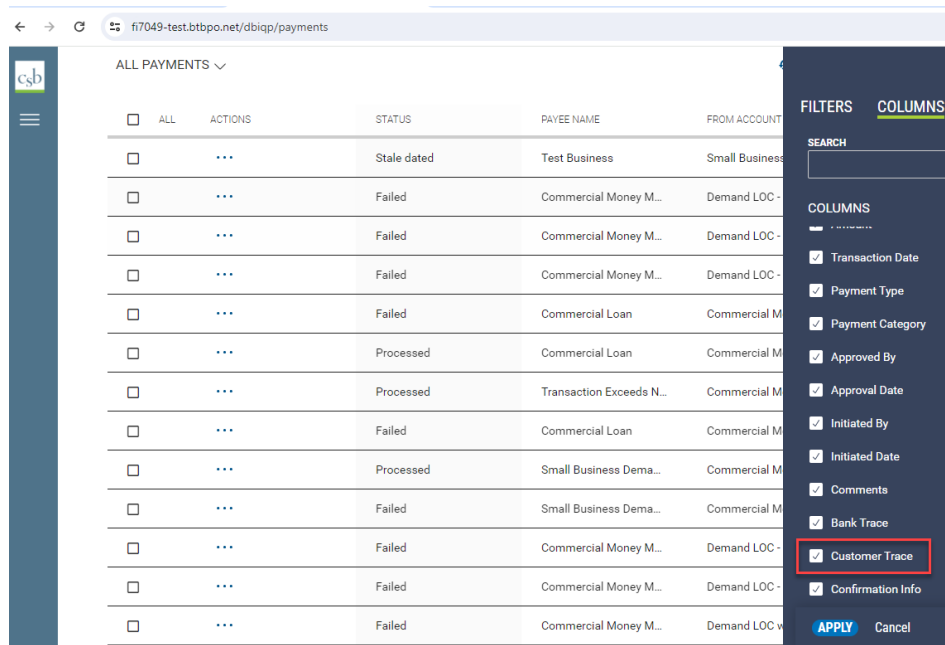 fi7049-test.btbpo.net/dbiqp/payments
csb
ALL PAYMENTS
ALL ACTIONS STATUS PAYEE NAME FROM ACCOUNT
Stale dated Test Business Small Business
Failed Commercial Money M... Demand LOC -
Failed Commercial Money M... Demand LOC -
Failed Commercial Money M... Demand LOC -
Failed Commercial Loan Commercial M
Processed Commercial Loan Commercial M
Processed Transaction Exceeds N... Commercial M
Failed Commercial Loan Commercial M
Processed Small Business Dema... Commercial M
Failed Small Business Dema... Commercial M
Failed Commercial Money M... Demand LOC -
Failed Commercial Money M... Demand LOC -
Failed Commercial Money M... Demand LOC w
FILTERS COLUMNS
SEARCH
COLUMNS
Amount
Transaction Date
Payment Type
Payment Category
Approved By
Approval Date
Initiated By
Initiated Date
Comments
Bank Trace
Customer Trace
Confirmation Info
APPLY Cancel